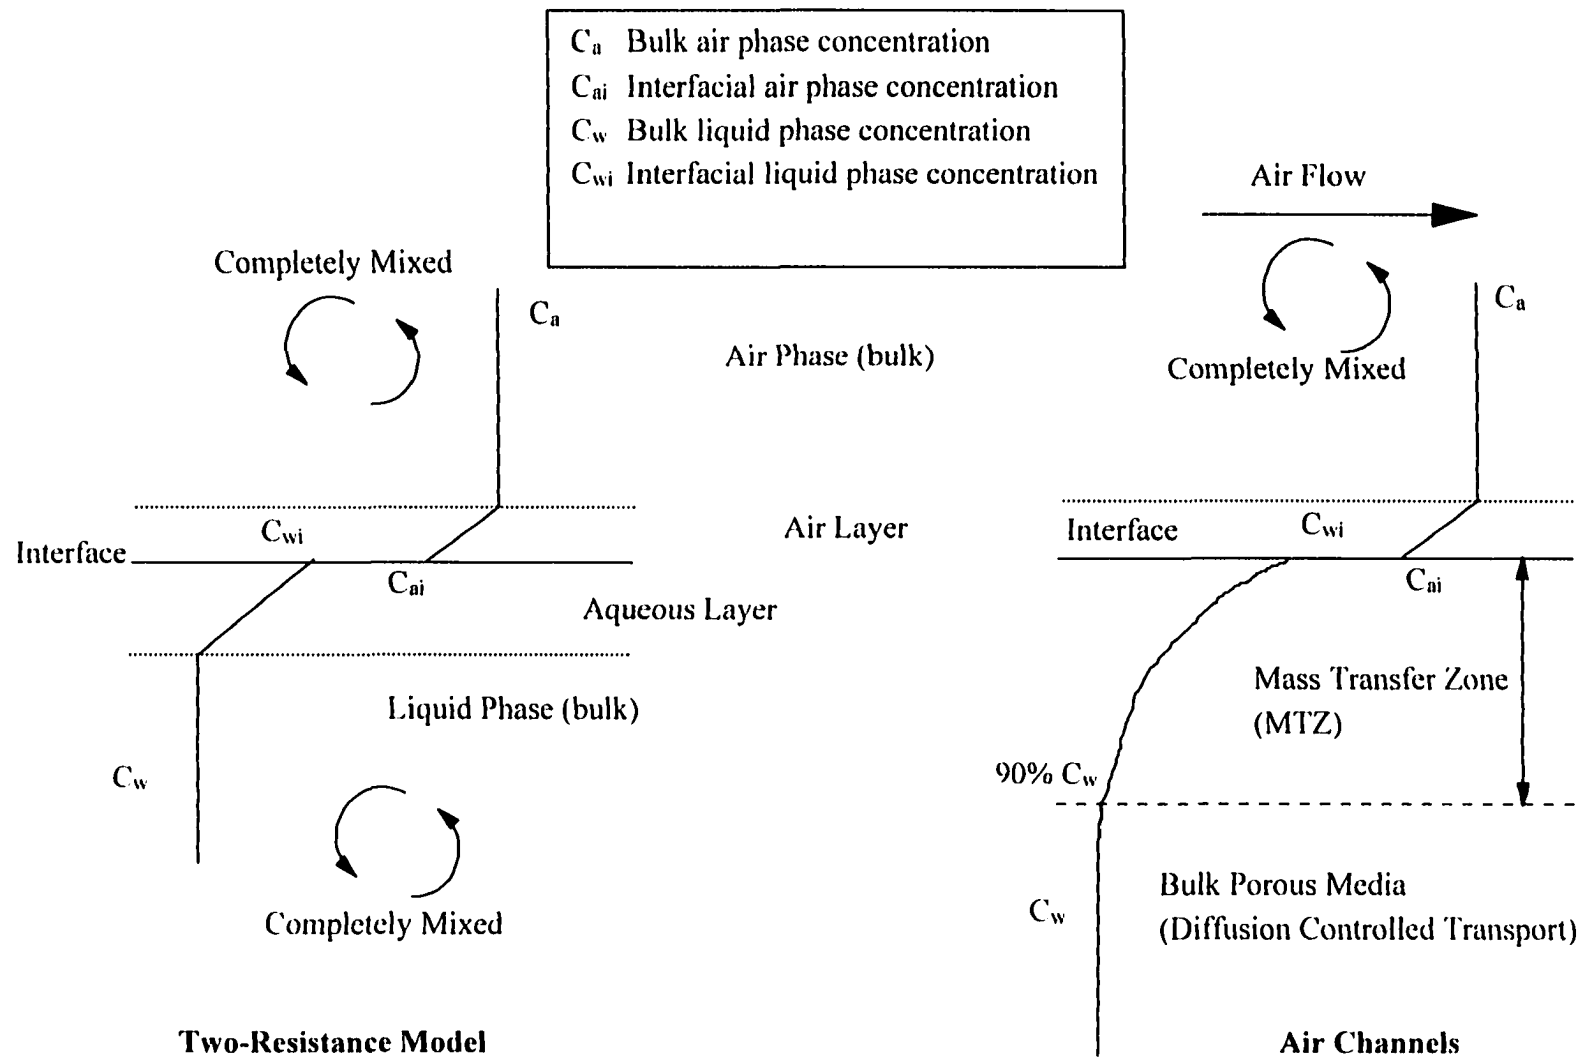 Ca Bulk air phase concentration
Cai Interfacial air phase concentration
Cw Bulk liquid phase concentration
Cwi Interfacial liquid phase concentration
Completely Mixed
Ca
Air Phase (bulk)
Air Flow
Completely Mixed
Ca
Cwi
Interface
Cai
Air Layer
Aqueous Layer
Liquid Phase (bulk)
Cw
Completely Mixed
Two-Resistance Model
Interface
Cwi
Cai
Mass Transfer Zone
(MTZ)
90% Cw
Cw
Bulk Porous Media
(Diffusion Controlled Transport)
Air Channels